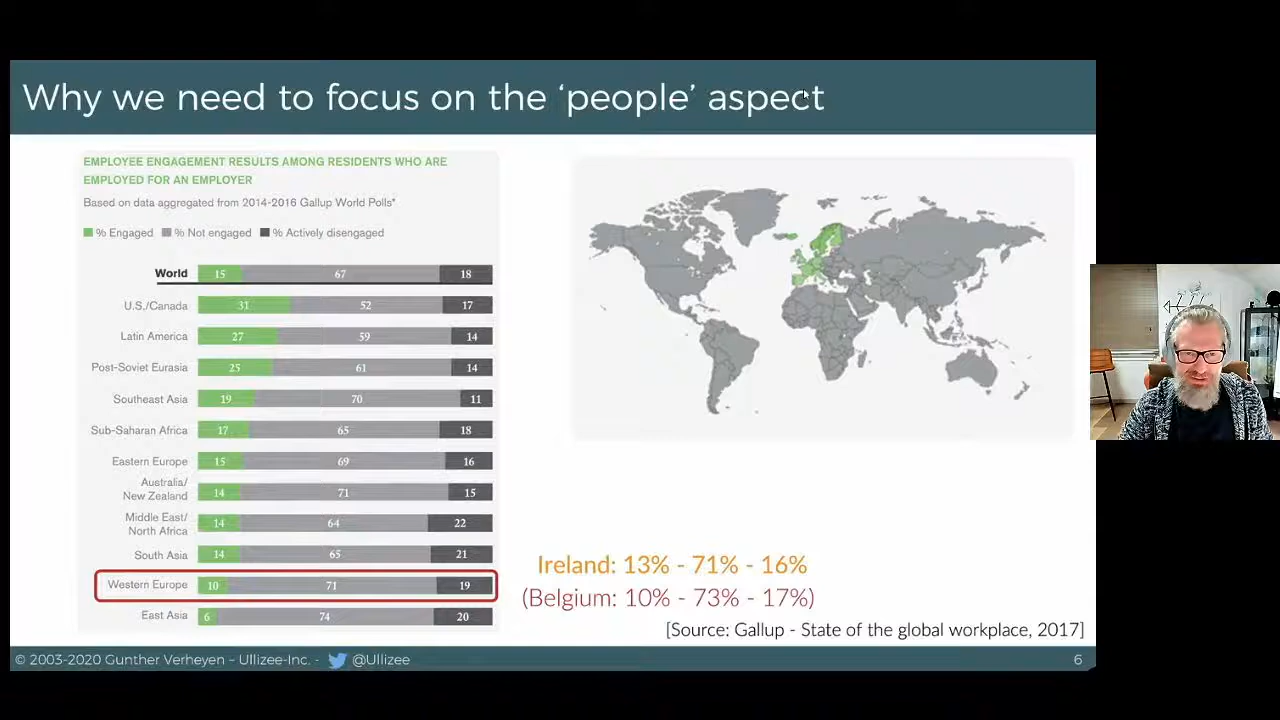 Why we need to focus on the ‘people’ aspect
EMPLOYEE ENGAGEMENT RESULTS AMONG RESIDENTS WHO ARE
EMPLOYED FOR AN EMPLOYER
Based on data aggregated from 2014-2016 Gallup World Polls*
% Engaged % Not engaged % Actively disengaged
World 15 67 18
U.S./Canada 31 52 17
Latin America 27 59 14
Post-Soviet Eurasia 25 61 14
Southeast Asia 19 70 11
Sub-Saharan Africa 17 65 18
Eastern Europe 15 69 16
Australia/
New Zealand 14 71 15
Middle East/
North Africa 14 64 22
South Asia 14 65 21
Western Europe 10 71 19
East Asia 6 74 20
Ireland: 13% - 71% - 16%
(Belgium: 10% - 73% - 17%)
[Source: Gallup - State of the global workplace, 2017]
© 2003-2020 Gunther Verheyen – Ullizee-Inc. - @Ullizee
6